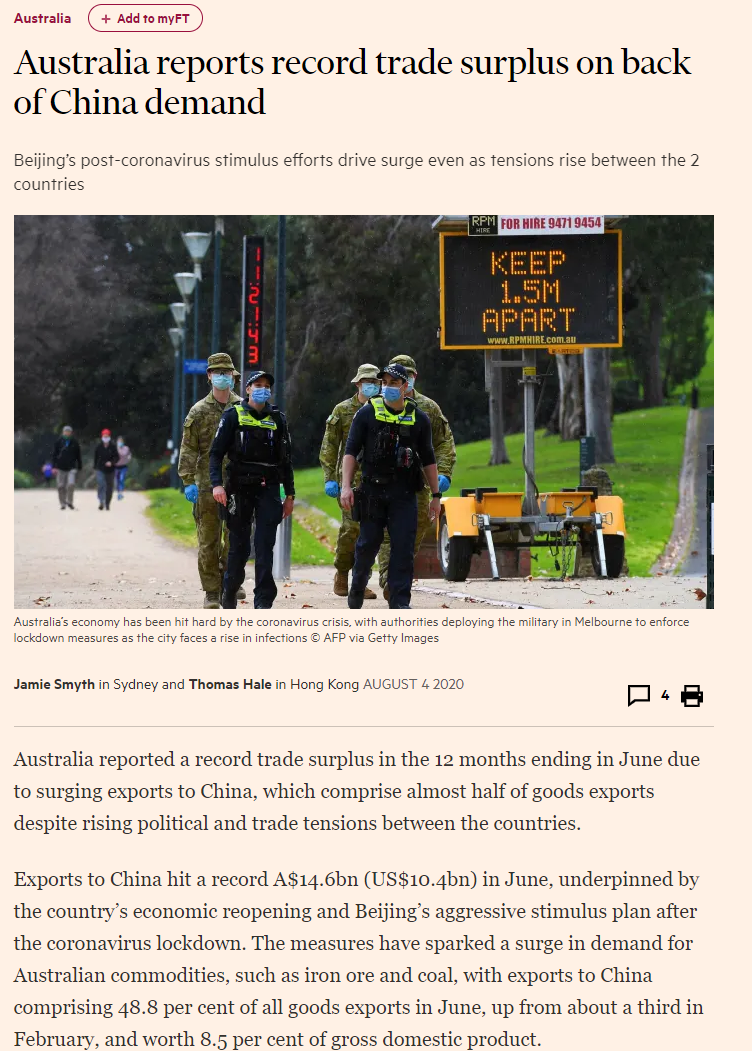 Australia
+ Add to myFT
Australia reports record trade surplus on back
of China demand
Beijing's post-coronavirus stimulus efforts drive surge even as tensions rise between the 2
countries
RPM
HIRE
FOR HIRE 9471 9454
KEEP
1.5M
APART
www.RPMHIRE.com.au
11:21:43
Australia's economy has been hit hard by the coronavirus crisis, with authorities deploying the military in Melbourne to enforce
lockdown measures as the city faces a rise in infections © AFP via Getty Images
Jamie Smyth in Sydney and Thomas Hale in Hong Kong AUGUST 4 2020
4
Australia reported a record trade surplus in the 12 months ending in June due
to surging exports to China, which comprise almost half of goods exports
despite rising political and trade tensions between the countries.
Exports to China hit a record A$14.6bn (US$10.4bn) in June, underpinned by
the country's economic reopening and Beijing's aggressive stimulus plan after
the coronavirus lockdown. The measures have sparked a surge in demand for
Australian commodities, such as iron ore and coal, with exports to China
comprising 48.8 per cent of all goods exports in June, up from about a third in
February, and worth 8.5 per cent of gross domestic product.